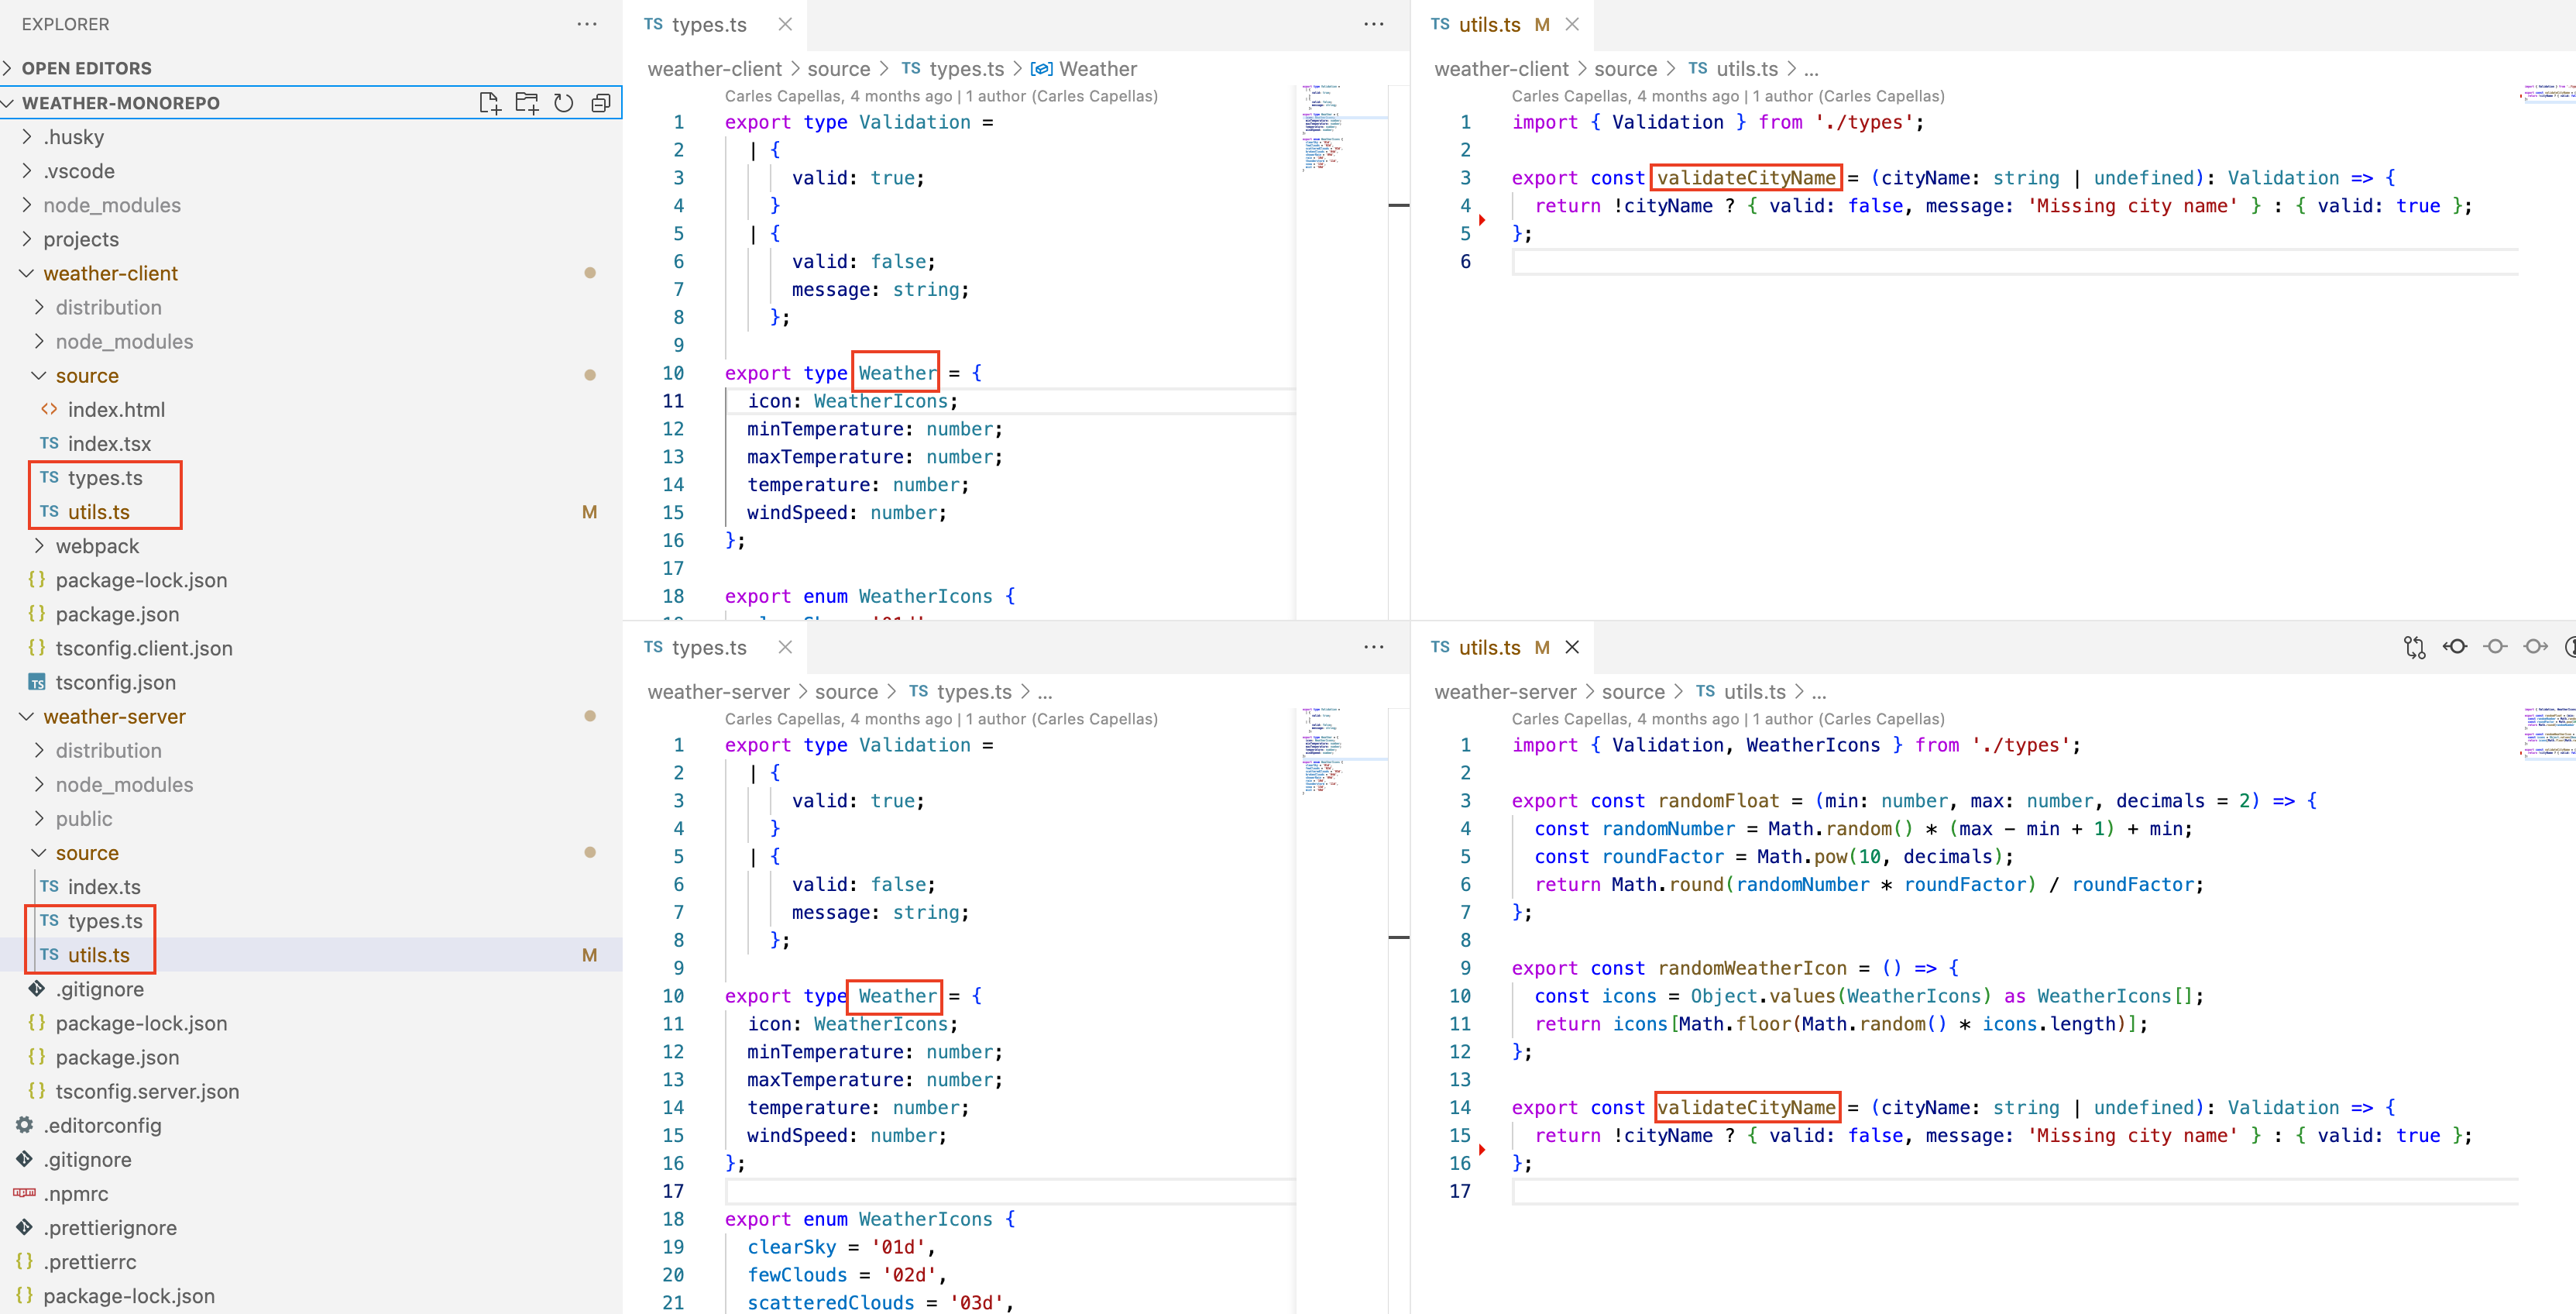 EXPLORER
OPEN EDITORS
WEATHER-MONOREPO
.husky
.vscode
node_modules
projects
weather-client
distribution
node_modules
source
index.html
TS index.tsx
TS types.ts
TS utils.ts M
webpack
{} package-lock.json
{} package.json
{} tsconfig.client.json
TS tsconfig.json
weather-server
distribution
node_modules
public
source
TS index.ts
TS types.ts
TS utils.ts M
.gitignore
{} package-lock.json
{} package.json
{} tsconfig.server.json
.editorconfig
.gitignore
.npmrc
.prettierignore
{} .prettierrc
{} package-lock.json
TS types.ts
weather-client > source > TS types.ts > Weather
Carles Capellas, 4 months ago | 1 author (Carles Capellas)
1 export type Validation =
2 | {
3 valid: true;
4 }
5 | {
6 valid: false;
7 message: string;
8 };
9
10 export type Weather = {
11 icon: WeatherIcons;
12 minTemperature: number;
13 maxTemperature: number;
14 temperature: number;
15 windSpeed: number;
16 };
17
18 export enum WeatherIcons {
TS utils.ts M
weather-client > source > TS utils.ts > ...
Carles Capellas, 4 months ago | 1 author (Carles Capellas)
1 import { Validation } from './types';
2
3 export const validateCityName = (cityName: string | undefined): Validation => {
4 return !cityName ? { valid: false, message: 'Missing city name' } : { valid: true };
5 };
6
TS types.ts
weather-server > source > TS types.ts > ...
Carles Capellas, 4 months ago | 1 author (Carles Capellas)
1 export type Validation =
2 | {
3 valid: true;
4 }
5 | {
6 valid: false;
7 message: string;
8 };
9
10 export type Weather = {
11 icon: WeatherIcons;
12 minTemperature: number;
13 maxTemperature: number;
14 temperature: number;
15 windSpeed: number;
16 };
17
18 export enum WeatherIcons {
19 clearSky = '01d',
20 fewClouds = '02d',
21 scatteredClouds = '03d',
TS utils.ts M
weather-server > source > TS utils.ts > ...
Carles Capellas, 4 months ago | 1 author (Carles Capellas)
1 import { Validation, WeatherIcons } from './types';
2
3 export const randomFloat = (min: number, max: number, decimals = 2) => {
4 const randomNumber = Math.random() * (max - min + 1) + min;
5 const roundFactor = Math.pow(10, decimals);
6 return Math.round(randomNumber * roundFactor) / roundFactor;
7 };
8
9 export const randomWeatherIcon = () => {
10 const icons = Object.values(WeatherIcons) as WeatherIcons[];
11 return icons[Math.floor(Math.random() * icons.length)];
12 };
13
14 export const validateCityName = (cityName: string | undefined): Validation => {
15 return !cityName ? { valid: false, message: 'Missing city name' } : { valid: true };
16 };
17